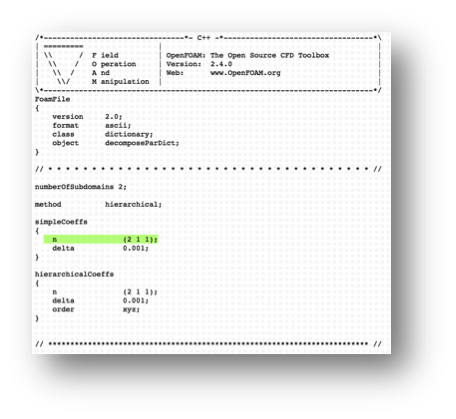 /*--------------------------------*- C++ -*----------------------------------*\
| ========= | |
| \\ / F ield | OpenFOAM: The Open Source CFD Toolbox |
| \\ / O peration | Version: 2.4.0 |
| \\ / A nd | Web: www.OpenFOAM.org |
| \\/ M anipulation | |
\*---------------------------------------------------------------------------*/
FoamFile
{
version 2.0;
format ascii;
class dictionary;
object decomposeParDict;
}
// * * * * * * * * * * * * * * * * * * * * * * * * * * * * * * * * * * * * * //
numberOfSubdomains 2;
method hierarchical;
simpleCoeffs
{
n (2 1 1);
delta 0.001;
}
hierarchicalCoeffs
{
n (2 1 1);
delta 0.001;
order xyz;
}
// ************************************************************************* //